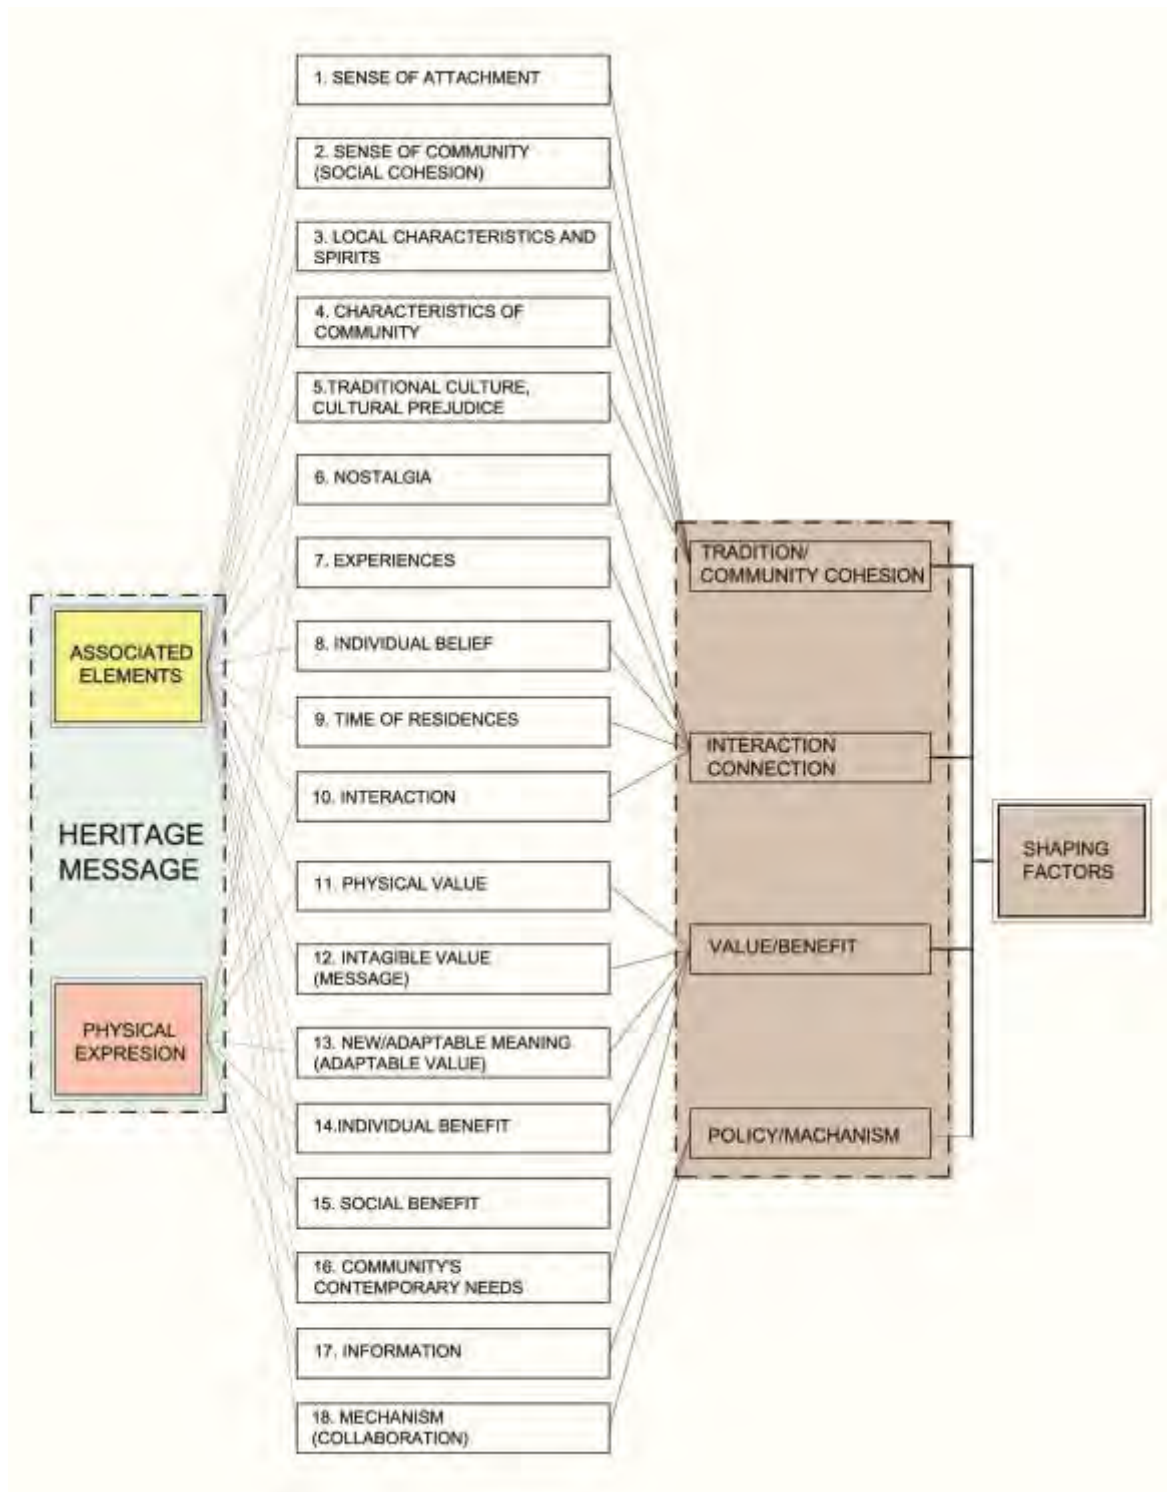 1. SENSE OF ATTACHMENT
2. SENSE OF COMMUNITY
(SOCIAL COHESION)
3. LOCAL CHARACTERISTICS AND
SPIRITS
4. CHARACTERISTICS OF
COMMUNITY
5.TRADITIONAL CULTURE,
CULTURAL PREJUDICE
6. NOSTALGIA
7. EXPERIENCES
8. INDIVIDUAL BELIEF
9. TIME OF RESIDENCES
10. INTERACTION
11. PHYSICAL VALUE
12. INTAGIBLE VALUE
(MESSAGE)
13. NEW/ADAPTABLE MEANING
(ADAPTABLE VALUE)
14.INDIVIDUAL BENEFIT
15. SOCIAL BENEFIT
16. COMMUNITY'S
CONTEMPORARY NEEDS
17. INFORMATION
18. MECHANISM
(COLLABORATION)
ASSOCIATED
ELEMENTS
HERITAGE
MESSAGE
PHYSICAL
EXPRESION
TRADITION/
COMMUNITY COHESION
INTERACTION
CONNECTION
VALUE/BENEFIT
POLICY/MACHANISM
SHAPING
FACTORS